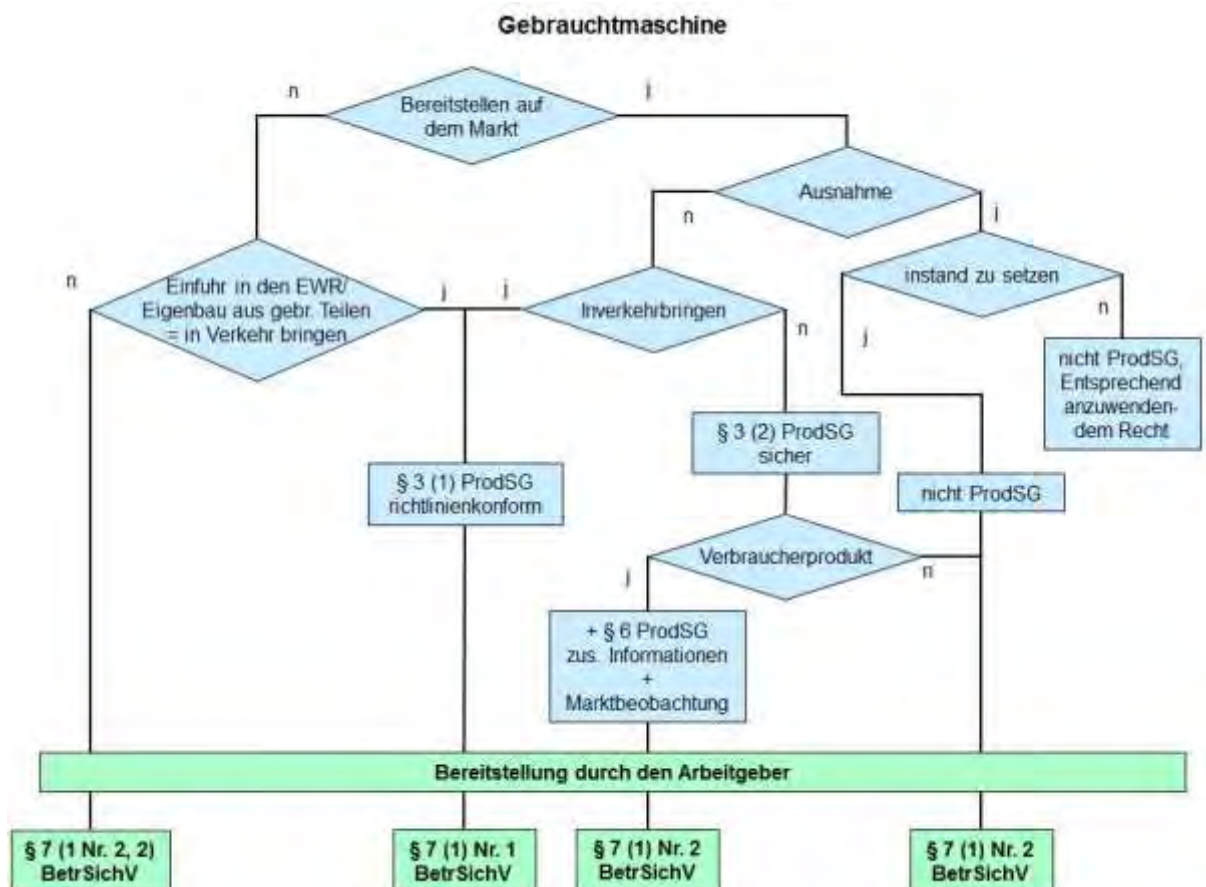 Gebrauchtmaschine
n
j
Bereitstellen auf
dem Markt
Ausnahme
n
j
n
Einfuhr in den EWR/
Eigenbau aus gebr. Teilen
= in Verkehr bringen
j
j
Inverkehrbringen
n
instand zu setzen
j
n
nicht ProdSG,
Entsprechend
anzuwenden-
dem Recht
§ 3 (2) ProdSG
sicher
§ 3 (1) ProdSG
richtlinienkonform
nicht ProdSG
Verbraucherprodukt
j
n
+ § 6 ProdSG
zus. Informationen
+
Marktbeobachtung
Bereitstellung durch den Arbeitgeber
§ 7 (1 Nr. 2, 2)
BetrSichV
§ 7 (1) Nr. 1
BetrSichV
§ 7 (1) Nr. 2
BetrSichV
§ 7 (1) Nr. 2
BetrSichV